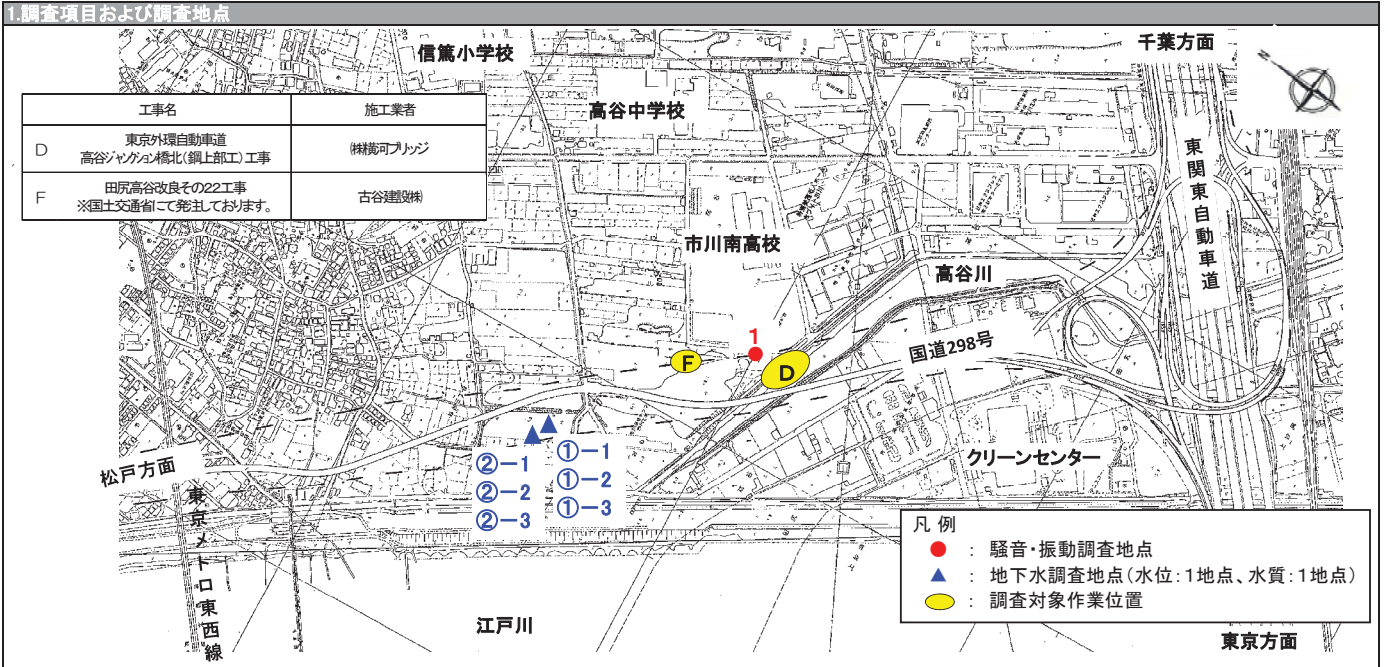 1.調査項目および調査地点
信篤小学校
千葉方面
工事名
施工業者
高谷中学校
D
東京外環自動車道
高谷ジャンクション橋北(鋼上部工)工事
㈱横河ブリッジ
F
田尻高谷改良その22工事
※国土交通省にて発注しております。
古谷建設㈱
東関東自動車道
市川南高校
高谷川
1
国道298号
F
D
松戸方面
②-1
②-2
②-3
①-1
①-2
①-3
クリーンセンター
東京メトロ東西線
凡 例
： 騒音・振動調査地点
： 地下水調査地点(水位:1地点、水質:1地点)
： 調査対象作業位置
江戸川
東京方面